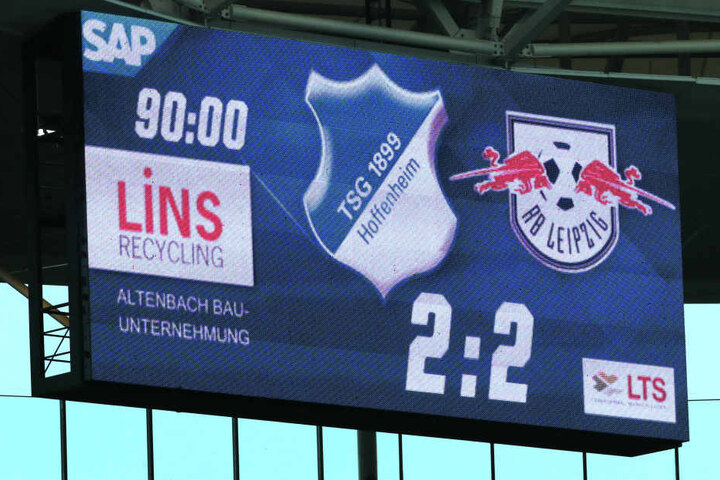 SAP
90:00
LINS
RECYCLING
ALTENBACH BAU-
UNTERNEHMUNG
TSG 1899
Hoffenheim
RB LEIPZIG
2:2
LTS